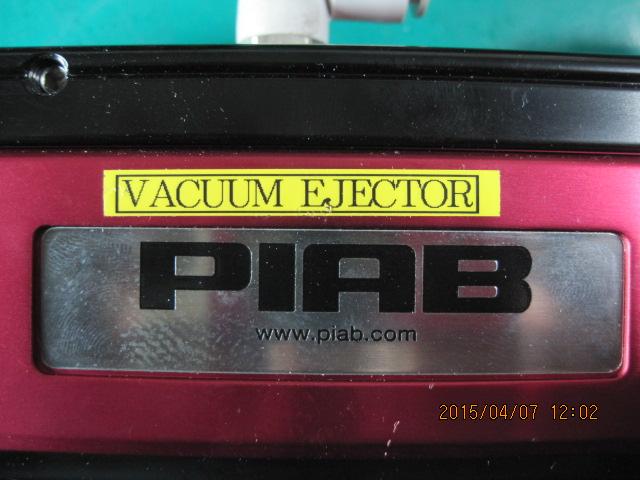 VACUUM EJECTOR
PIAB
www.piab.com
2015/04/07 12:02